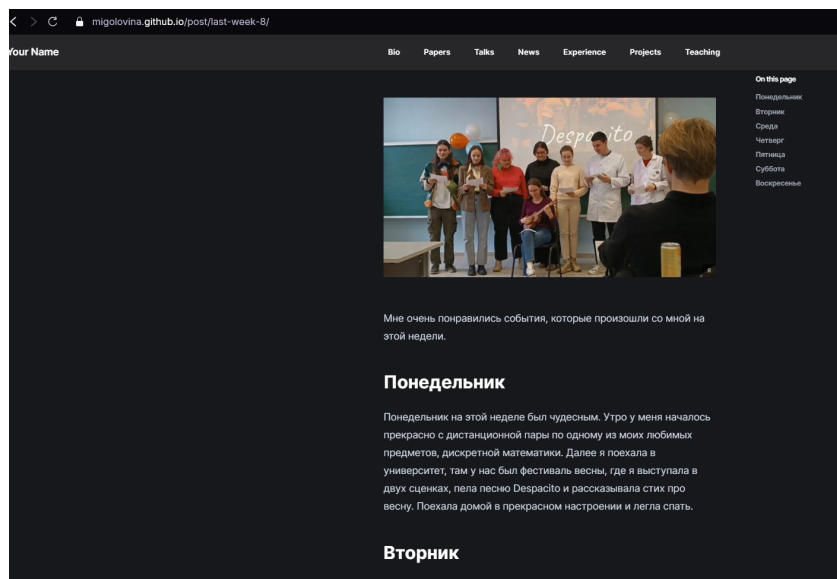 migolovina.github.io/post/last-week-8/
Your Name
Bio Papers Talks News Experience Projects Teaching
On this page
Понедельник
Вторник
Среда
Четверг
Пятница
Суббота
Воскресенье
Despacito
Мне очень понравились события, которые произошли со мной на
этой недели.
Понедельник
Понедельник на этой неделе был чудесным. Утро у меня началось
прекрасно с дистанционной пары по одному из моих любимых
предметов, дискретной математики. Далее я поехала в
университет, там у нас был фестиваль весны, где я выступала в
двух сценках, пела песню Despacito и рассказывала стих про
весну. Поехала домой в прекрасном настроении и легла спать.
Вторник